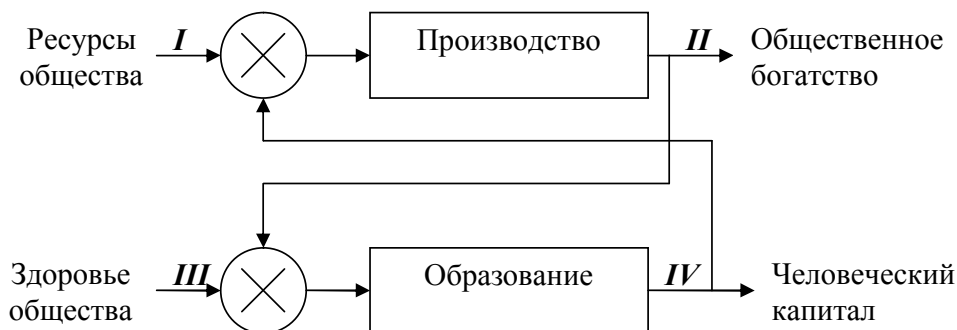 Ресурсы
общества
I
Производство
II
Общественное
богатство
Здоровье
общества
III
Образование
IV
Человеческий
капитал